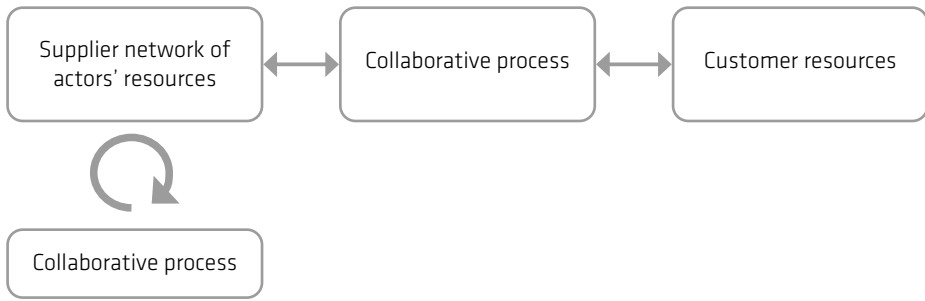 Supplier network of
actors’ resources
Collaborative process
Customer resources
Collaborative process